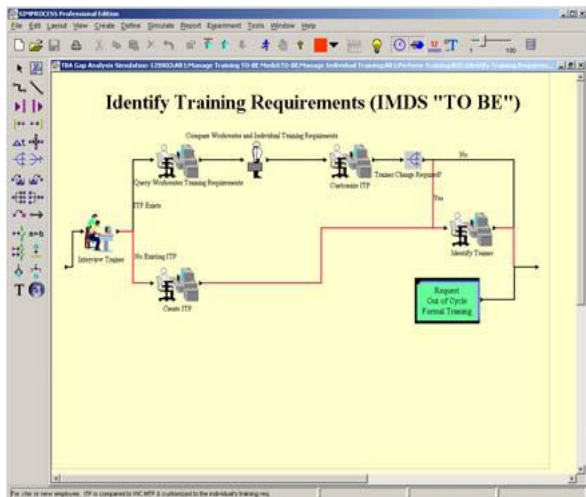 SIMPROCESS Professional Edition
File Edit Layout View Create Define Simulate Report Experiment Tools Window Help
1 100
Identify Training Requirements (IMDS "TO BE")
Compare Workcenter and Individual Training Requirements
No
Query Workcenter Training Requirements
Customize ITP
Trainer Change Required?
Yes
ITP Exists
Interview Trainee
No Existing ITP
Identify Trainer
Create ITP
Request
Out of Cycle
Formal Training
T